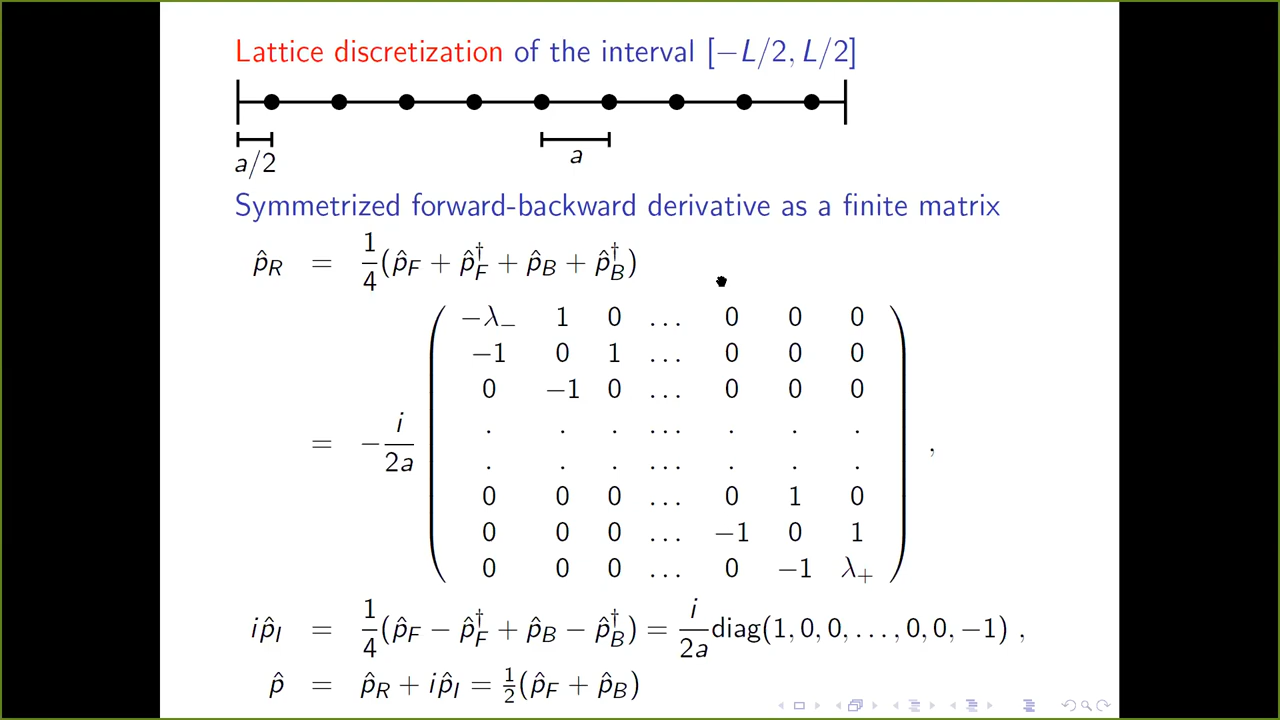 Lattice discretization of the interval [−L/2, L/2]
a/2
a
Symmetrized forward-backward derivative as a finite matrix
p̂_R = 1/4(p̂_F + p̂_F† + p̂_B + p̂_B†)
−λ₋ 1 0 … 0 0 0
−1 0 1 … 0 0 0
0 −1 0 … 0 0 0
. . . … . . .
= −i/2a ,
. . . … . . .
0 0 0 … 0 1 0
0 0 0 … −1 0 1
0 0 0 … 0 −1 λ₊
ip̂_I = 1/4(p̂_F − p̂_F† + p̂_B − p̂_B†) = i/2a diag(1, 0, 0, …, 0, 0, −1) ,
p̂ = p̂_R + ip̂_I = ½(p̂_F + p̂_B)